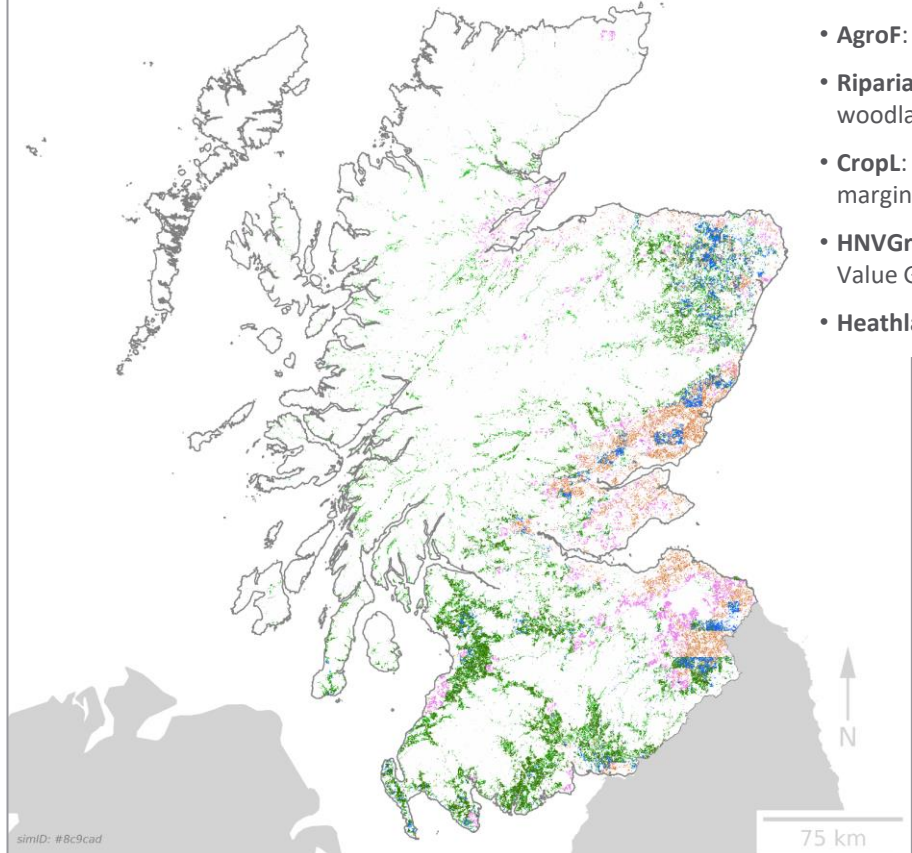 • AgroF:
• Riparia
woodla
• CropL:
margin
• HNVGr
Value G
• Heathla
N
75 km
simID: #8c9cad